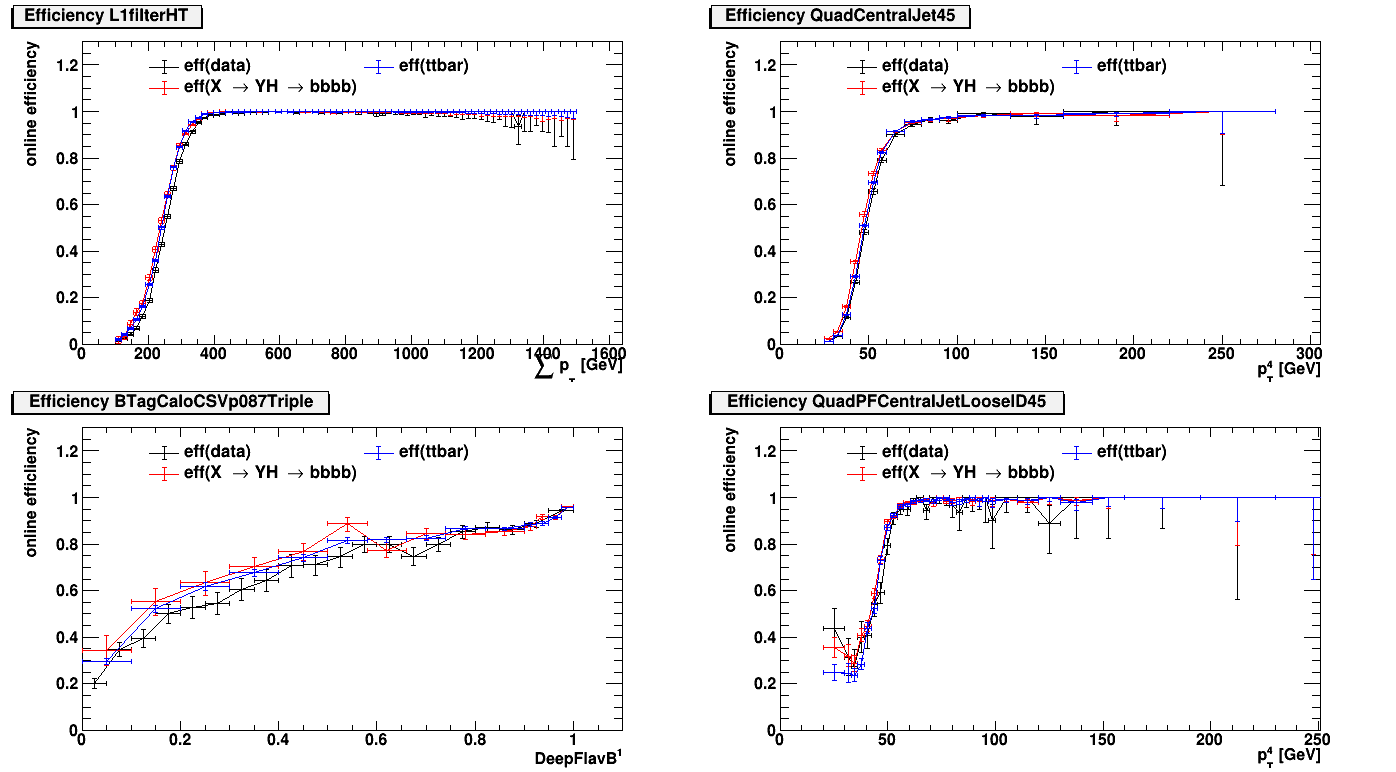 Efficiency L1filterHT
online efficiency
eff(data)
eff(ttbar)
eff(X → YH → bbbb)
1.2
1
0.8
0.6
0.4
0.2
0
0 200 400 600 800 1000 1200 1400 1600
∑ p_T [GeV]
Efficiency QuadCentralJet45
online efficiency
eff(data)
eff(ttbar)
eff(X → YH → bbbb)
1.2
1
0.8
0.6
0.4
0.2
0
0 50 100 150 200 250 300
p⁴_T [GeV]
Efficiency BTagCaloCSVp087Triple
online efficliency
eff(data)
eff(ttbar)
eff(X → YH → bbbb)
1.2
1
0.8
0.6
0.4
0.2
0
0 0.2 0.4 0.6 0.8 1
DeepFlavB¹
Efficiency QuadPFCentralJetLooseID45
online efficiency
eff(data)
eff(ttbar)
eff(X → YH → bbbb)
1.2
1
0.8
0.6
0.4
0.2
0
0 50 100 150 200 250
p⁴_T [GeV]